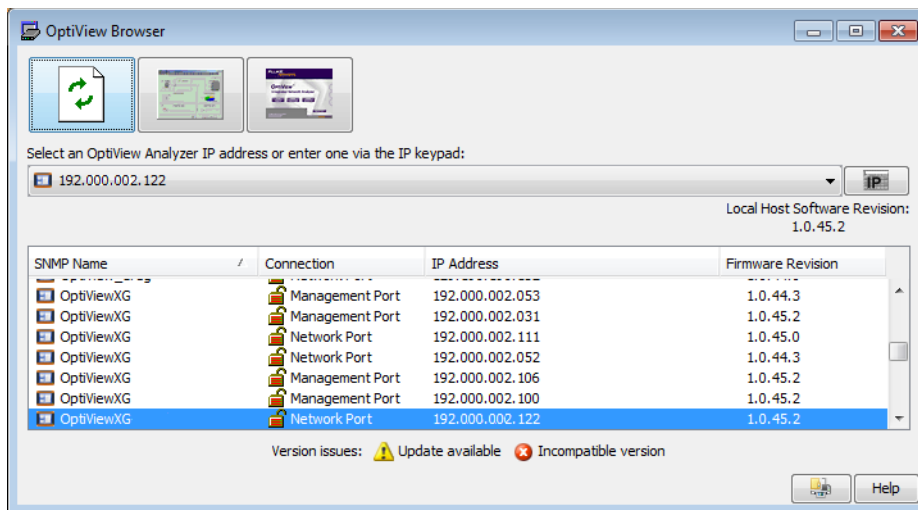 OptiView Browser
Select an OptiView Analyzer IP address or enter one via the IP keypad:
192.000.002.122
IP
Local Host Software Revision:
1.0.45.2
SNMP Name / Connection IP Address Firmware Revision
OptiViewXG Management Port 192.000.002.053 1.0.44.3
OptiViewXG Management Port 192.000.002.031 1.0.45.2
OptiViewXG Network Port 192.000.002.111 1.0.45.0
OptiViewXG Network Port 192.000.002.052 1.0.44.3
OptiViewXG Management Port 192.000.002.106 1.0.45.2
OptiViewXG Management Port 192.000.002.100 1.0.45.2
OptiViewXG Network Port 192.000.002.122 1.0.45.2
Version issues: Update available Incompatible version
Help